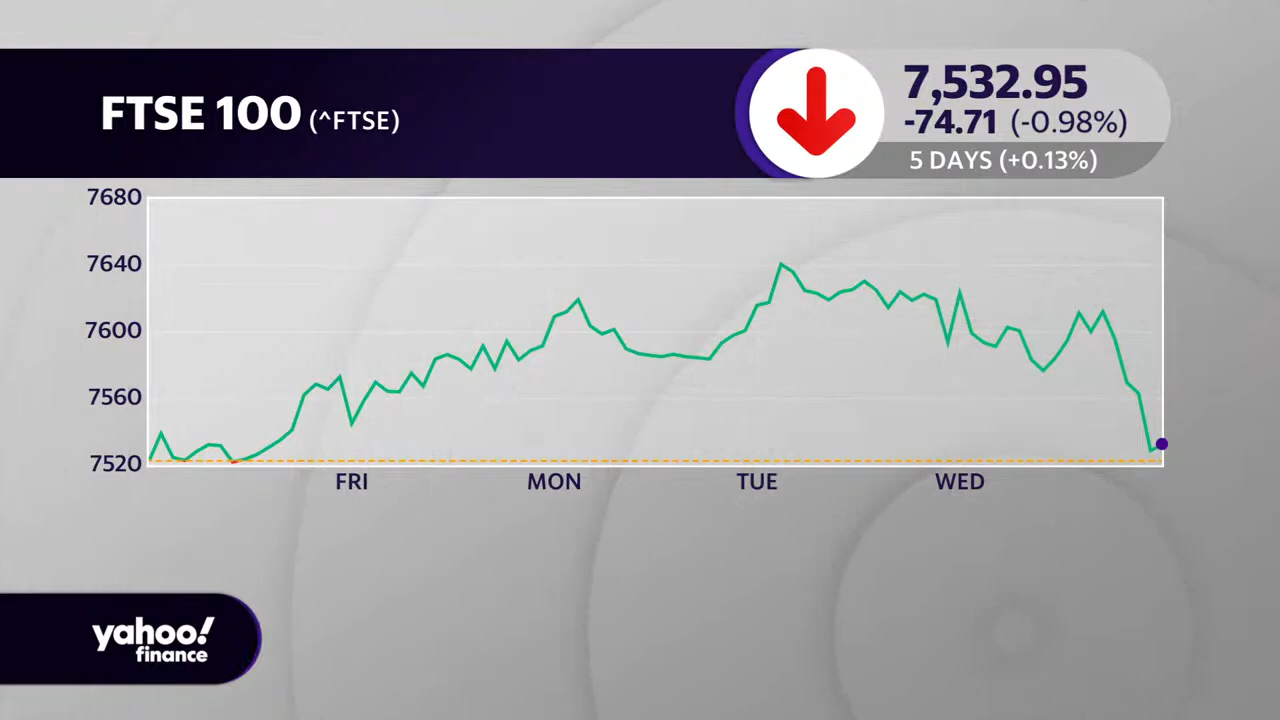 FTSE 100 (^FTSE)
7,532.95
-74.71 (-0.98%)
5 DAYS (+0.13%)
7680
7640
7600
7560
7520
FRI MON TUE WED
yahoo!
finance